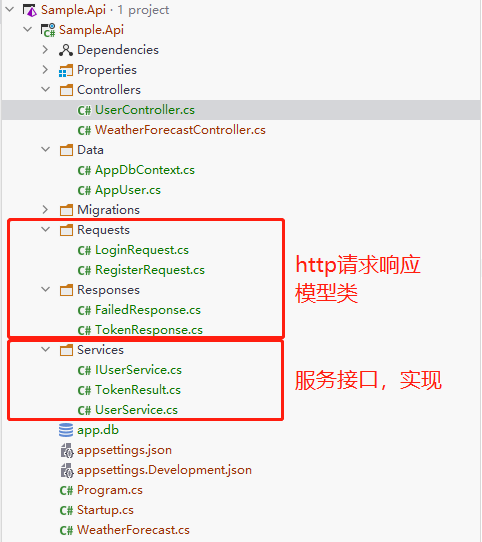 Sample.Api · 1 project
Sample.Api
Dependencies
Properties
Controllers
C# UserController.cs
C# WeatherForecastController.cs
Data
C# AppDbContext.cs
C# AppUser.cs
Migrations
Requests
C# LoginRequest.cs
C# RegisterRequest.cs
http请求响应
模型类
Responses
C# FailedResponse.cs
C# TokenResponse.cs
Services
C# IUserService.cs
C# TokenResult.cs
C# UserService.cs
服务接口，实现
app.db
appsettings.json
appsettings.Development.json
C# Program.cs
C# Startup.cs
C# WeatherForecast.cs